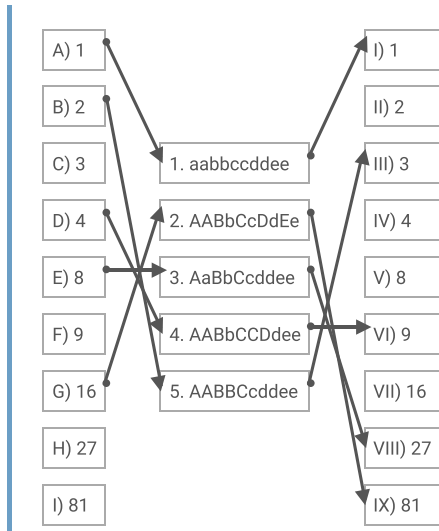 A) 1
I) 1
B) 2
II) 2
C) 3
1. aabbccddee
III) 3
D) 4
2. AABbCcDdEe
IV) 4
E) 8
3. AaBbCcddee
V) 8
F) 9
4. AABbCCDdee
VI) 9
G) 16
5. AABBCcddee
VII) 16
H) 27
VIII) 27
I) 81
IX) 81